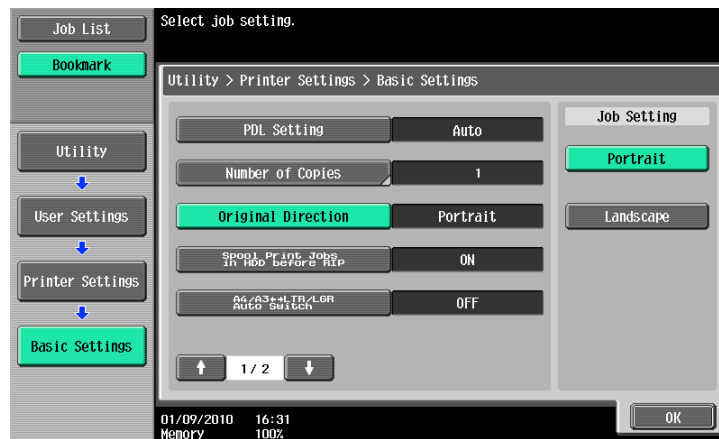 Job List
Bookmark
Utility
User Settings
Printer Settings
Basic Settings
Select job setting.
Utility > Printer Settings > Basic Settings
PDL Setting
Auto
Number of Copies
1
Original Direction
Portrait
Spool Print Jobs
in HDD before RIP
ON
A4/A3↔LTR/LGR
Auto Switch
OFF
↑ 1/ 2 ↓
Job Setting
Portrait
Landscape
01/09/2010 16:31
Memory 100%
OK